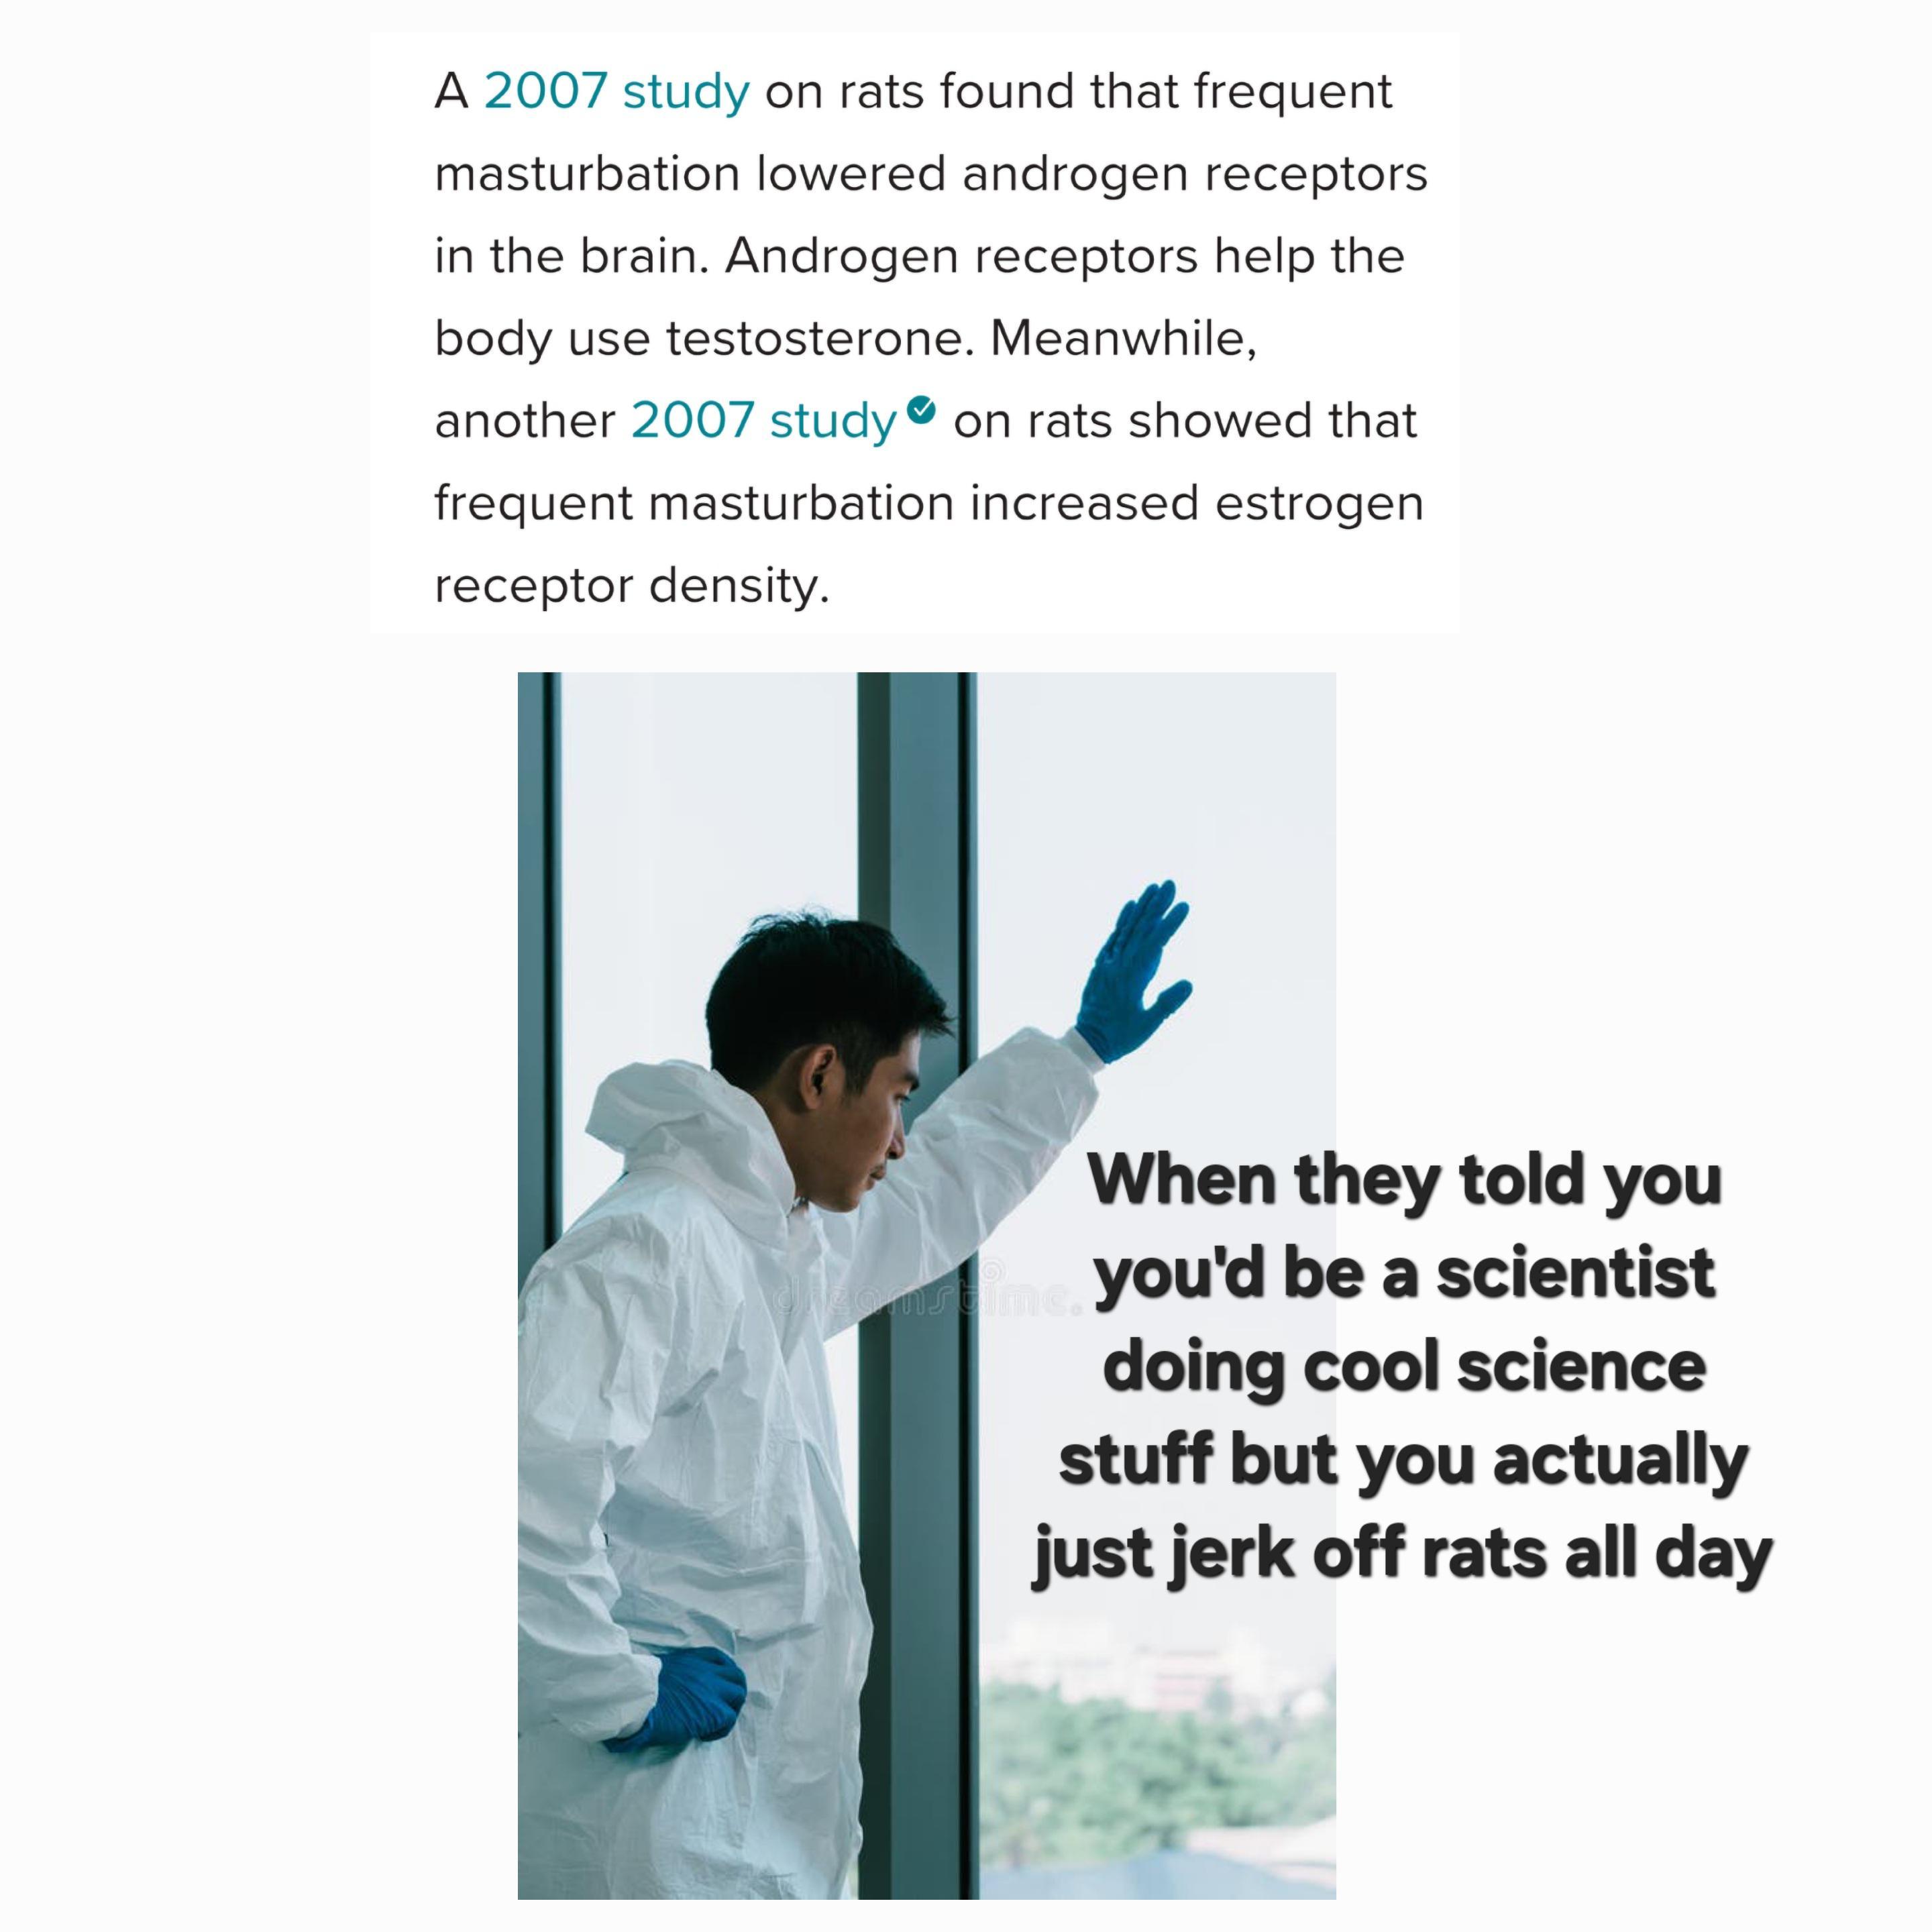 A 2007 study on rats found that frequent
masturbation lowered androgen receptors
in the brain. Androgen receptors help the
body use testosterone. Meanwhile,
another 2007 study on rats showed that
frequent masturbation increased estrogen
receptor density.
dreamstime.
When they told you
you'd be a scientist
doing cool science
stuff but you actually
just jerk off rats all day